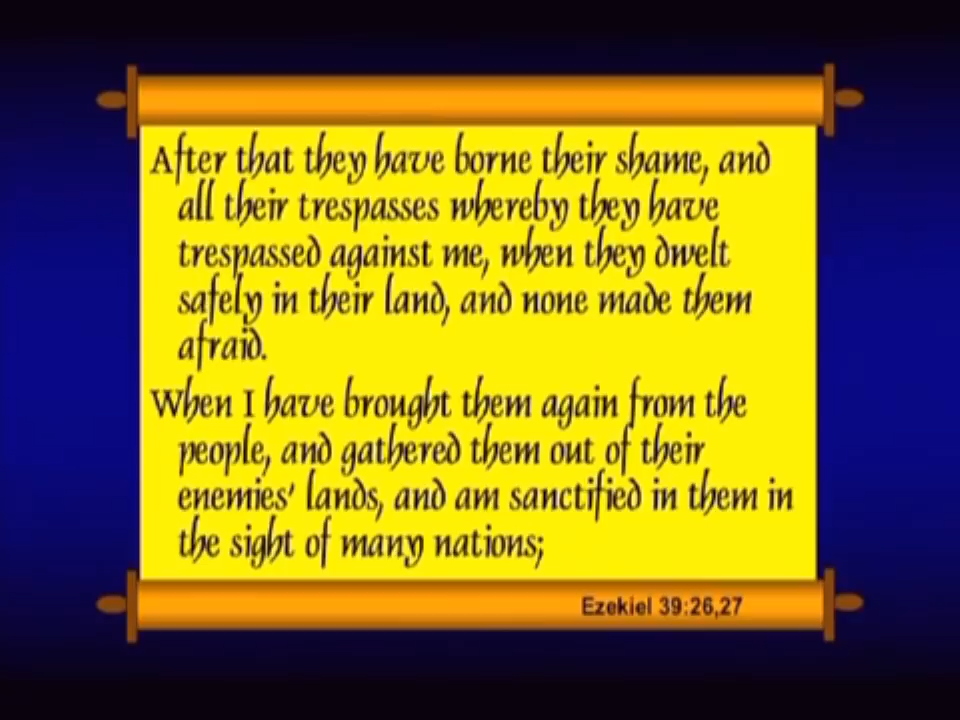 After that they have borne their shame, and
all their trespasses whereby they have
trespassed against me, when they dwelt
safely in their land, and none made them
afraid.
When I have brought them again from the
people, and gathered them out of their
enemies' lands, and am sanctified in them in
the sight of many nations;
Ezekiel 39:26,27